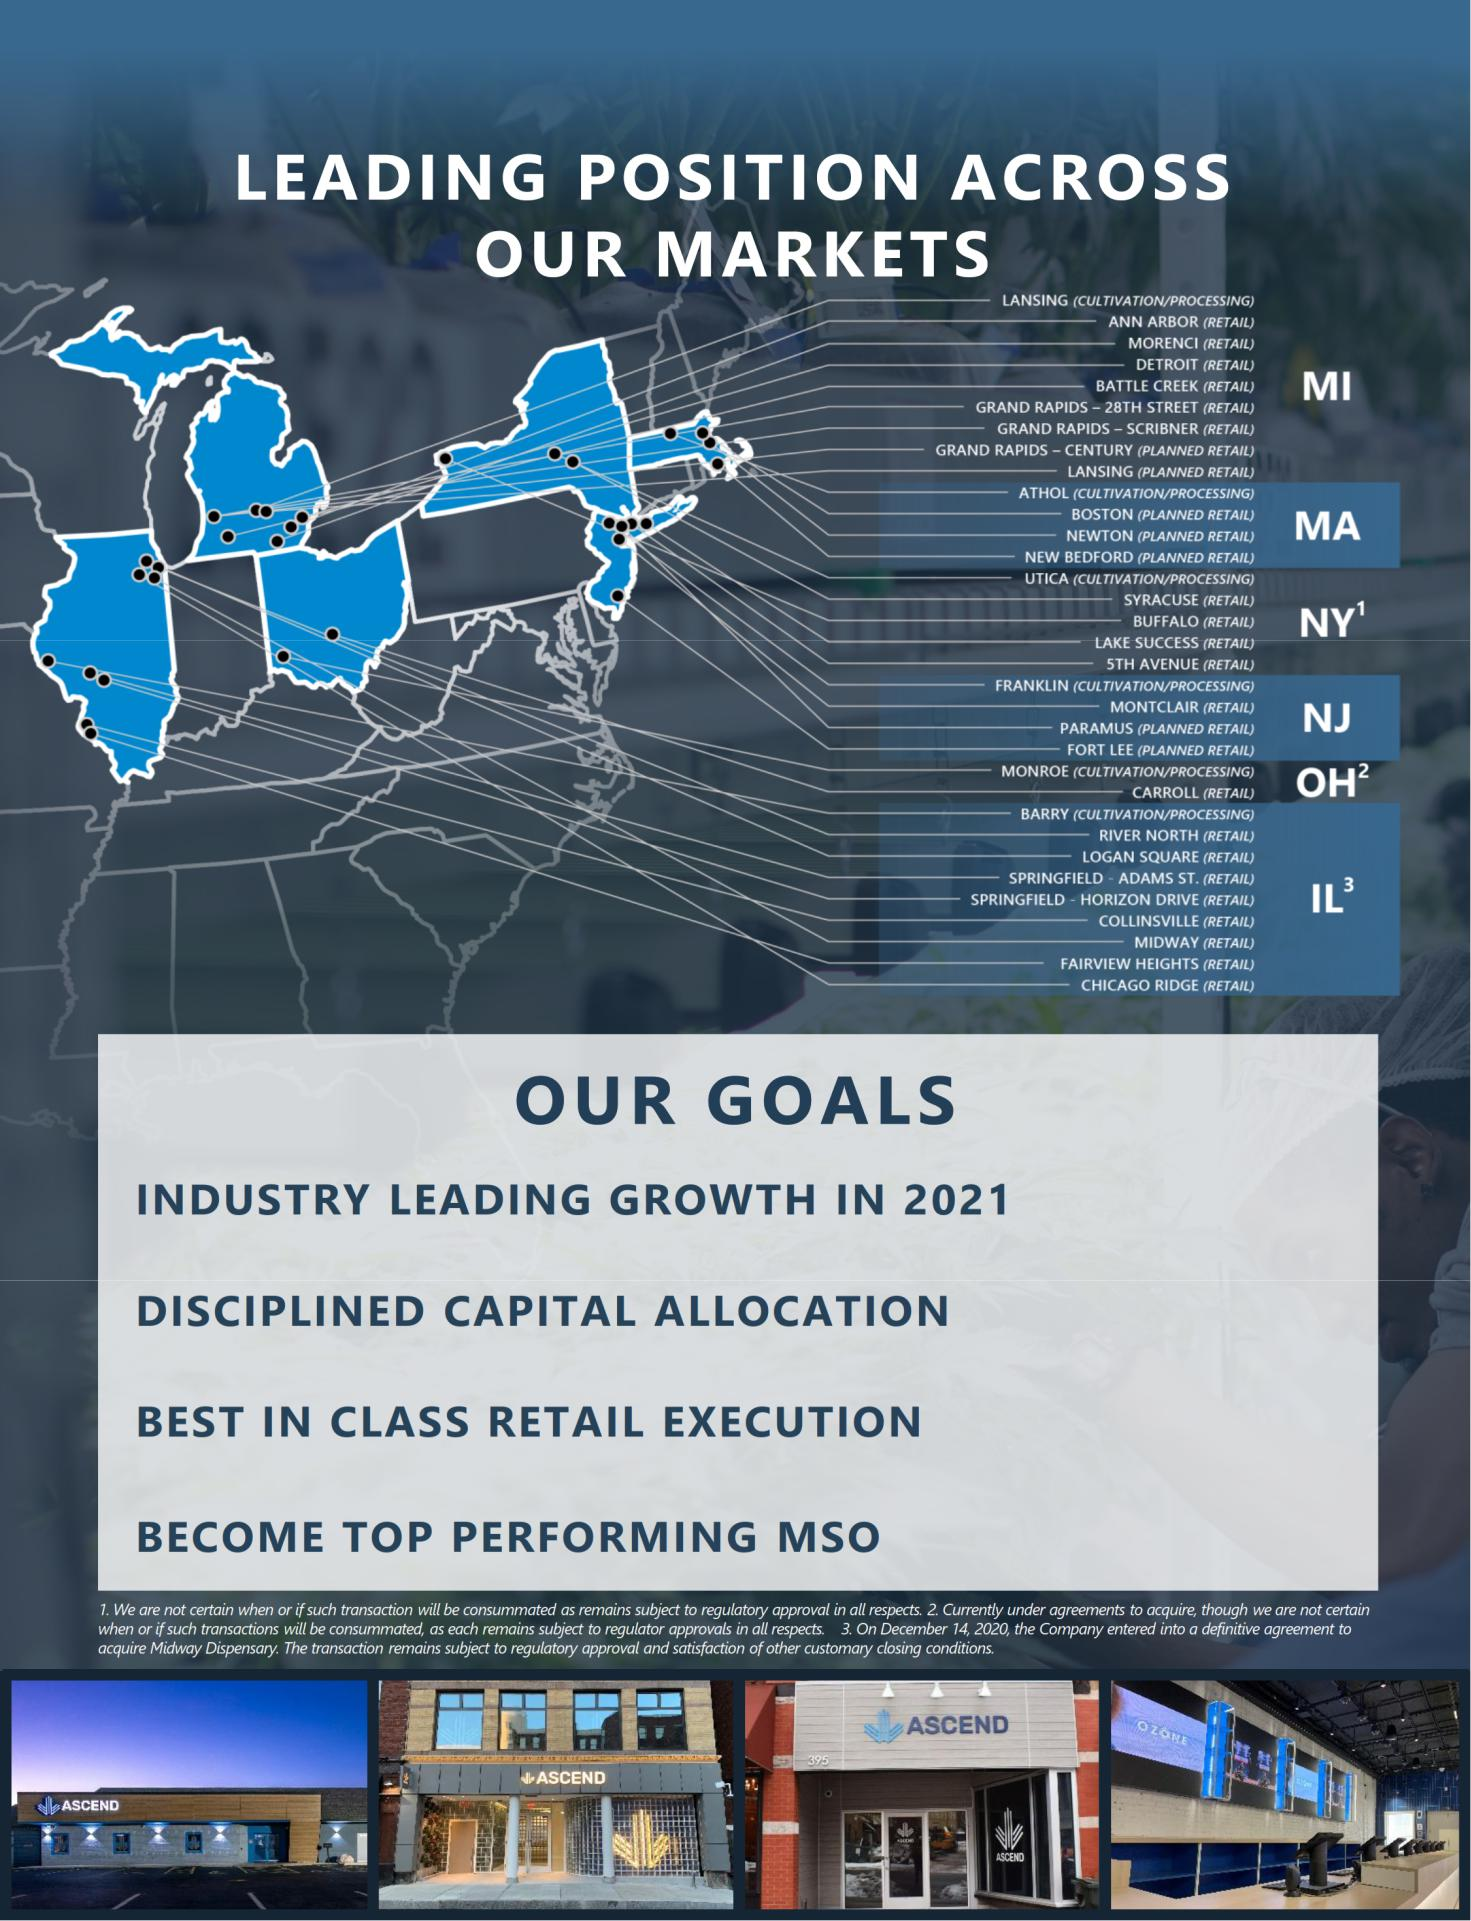 LEADING POSITION ACROSS
OUR MARKETS
LANSING (CULTIVATION/PROCESSING)
ANN ARBOR (RETAIL)
MORENCI (RETAIL)
DETROIT (RETAIL)
BATTLE CREEK (RETAIL)
GRAND RAPIDS – 28TH STREET (RETAIL)
GRAND RAPIDS – SCRIBNER (RETAIL)
GRAND RAPIDS – CENTURY (PLANNED RETAIL)
LANSING (PLANNED RETAIL)
MI
ATHOL (CULTIVATION/PROCESSING)
BOSTON (PLANNED RETAIL)
NEWTON (PLANNED RETAIL)
NEW BEDFORD (PLANNED RETAIL)
MA
UTICA (CULTIVATION/PROCESSING)
SYRACUSE (RETAIL)
BUFFALO (RETAIL)
LAKE SUCCESS (RETAIL)
5TH AVENUE (RETAIL)
NY1
FRANKLIN (CULTIVATION/PROCESSING)
MONTCLAIR (RETAIL)
PARAMUS (PLANNED RETAIL)
FORT LEE (PLANNED RETAIL)
NJ
MONROE (CULTIVATION/PROCESSING)
CARROLL (RETAIL)
OH2
BARRY (CULTIVATION/PROCESSING)
RIVER NORTH (RETAIL)
LOGAN SQUARE (RETAIL)
SPRINGFIELD - ADAMS ST. (RETAIL)
SPRINGFIELD - HORIZON DRIVE (RETAIL)
COLLINSVILLE (RETAIL)
MIDWAY (RETAIL)
FAIRVIEW HEIGHTS (RETAIL)
CHICAGO RIDGE (RETAIL)
IL3
OUR GOALS
INDUSTRY LEADING GROWTH IN 2021
DISCIPLINED CAPITAL ALLOCATION
BEST IN CLASS RETAIL EXECUTION
BECOME TOP PERFORMING MSO
1. We are not certain when or if such transaction will be consummated as remains subject to regulatory approval in all respects. 2. Currently under agreements to acquire, though we are not certain
when or if such transactions will be consummated, as each remains subject to regulator approvals in all respects. 3. On December 14, 2020, the Company entered into a definitive agreement to
acquire Midway Dispensary. The transaction remains subject to regulatory approval and satisfaction of other customary closing conditions.
ASCEND
ASCEND
ASCEND
395
ASCEND
ASCEND
OZONE